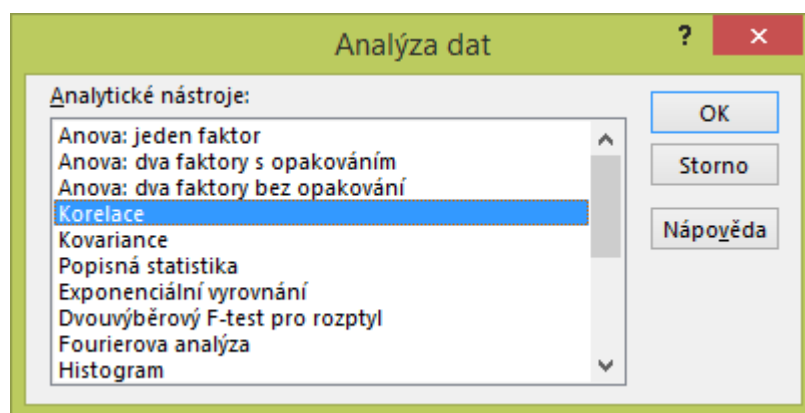 Analýza dat
?
×
Analytické nástroje:
Anova: jeden faktor
Anova: dva faktory s opakováním
Anova: dva faktory bez opakování
Korelace
Kovariance
Popisná statistika
Exponenciální vyrovnání
Dvouvýběrový F-test pro rozptyl
Fourierova analýza
Histogram
OK
Storno
Nápověda